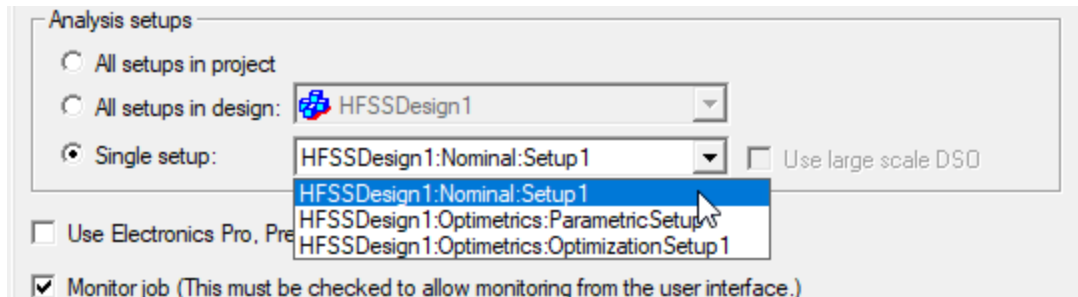 Analysis setups
All setups in project
All setups in design: HFSSDesign1
Single setup: HFSSDesign1:Nominal:Setup1 Use large scale DSO
HFSSDesign1:Nominal:Setup1
HFSSDesign1:Optimetrics:ParametricSetup
Use Electronics Pro, Pre
HFSSDesign1:Optimetrics:OptimizationSetup1
Monitor job (This must be checked to allow monitoring from the user interface.)